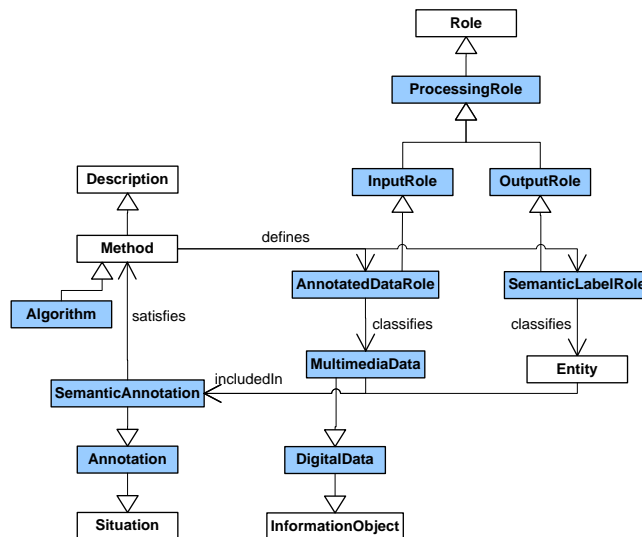 Role
ProcessingRole
Description
InputRole
OutputRole
defines
Method
AnnotatedDataRole
SemanticLabelRole
Algorithm
satisfies
classifies
classifies
MultimediaData
Entity
includedIn
SemanticAnnotation
Annotation
DigitalData
Situation
InformationObject